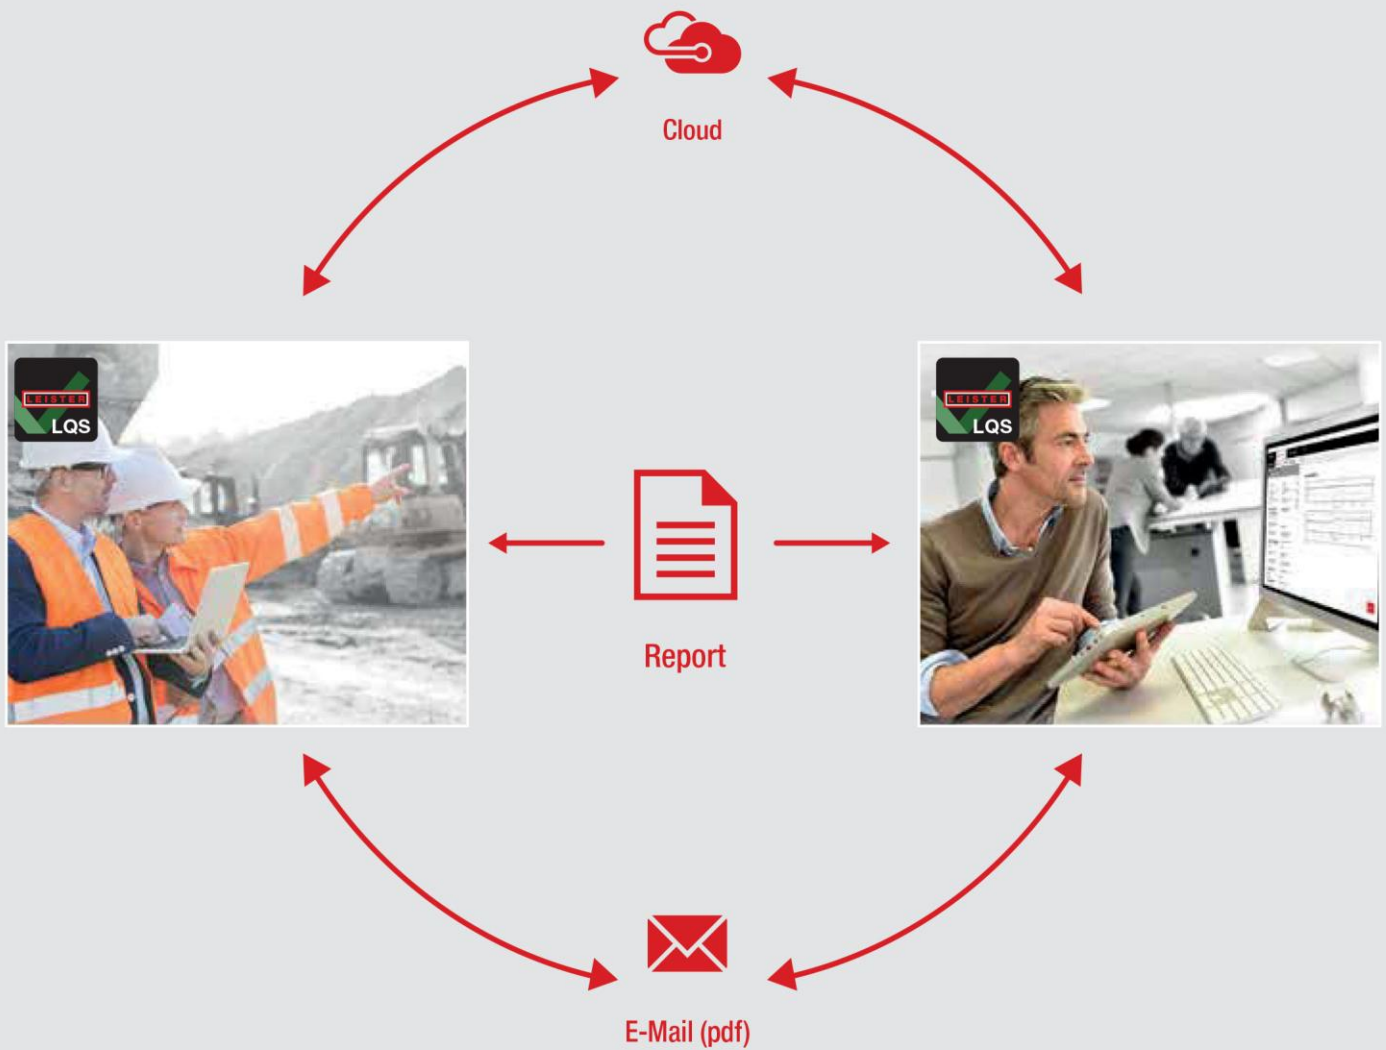 Cloud
LEISTER
LQS
LEISTER
LQS
Report
E-Mail (pdf)